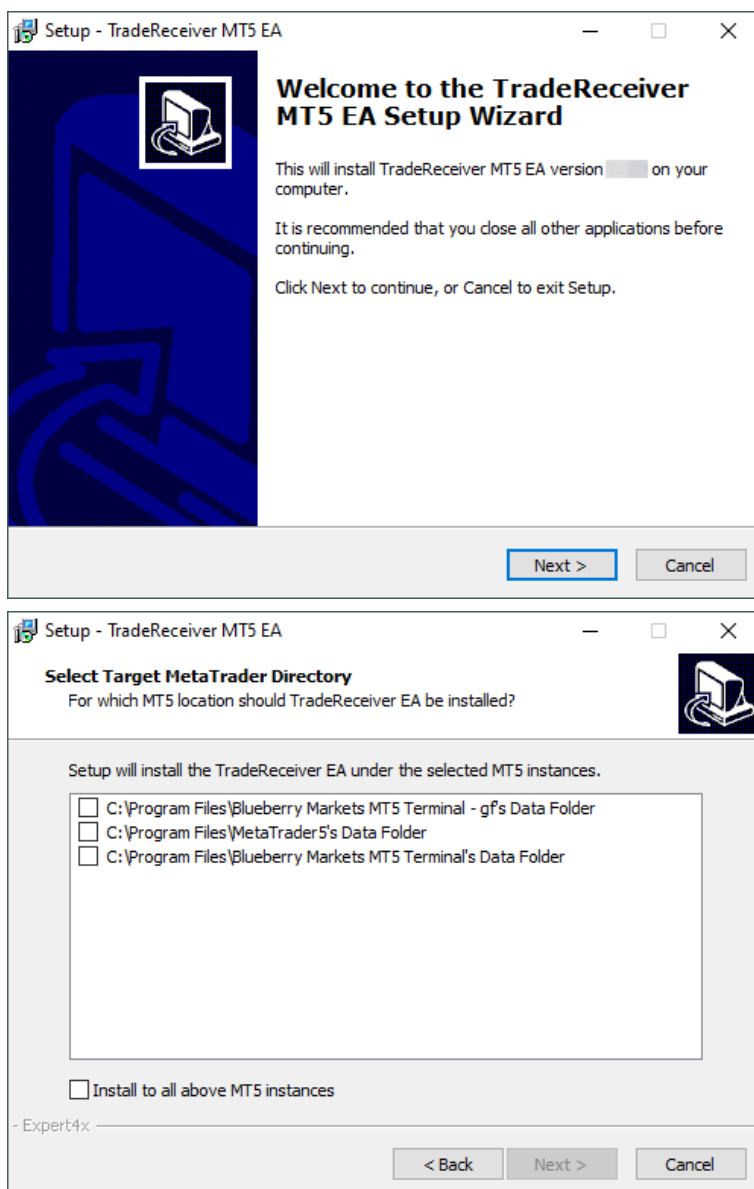 Setup - TradeReceiver MT5 EA
Welcome to the TradeReceiver
MT5 EA Setup Wizard
This will install TradeReceiver MT5 EA version on your
computer.
It is recommended that you close all other applications before
continuing.
Click Next to continue, or Cancel to exit Setup.
Next >
Cancel
Setup - TradeReceiver MT5 EA
Select Target MetaTrader Directory
For which MT5 location should TradeReceiver EA be installed?
Setup will install the TradeReceiver EA under the selected MT5 instances.
C:\Program Files\Blueberry Markets MT5 Terminal - gf's Data Folder
C:\Program Files\MetaTrader5's Data Folder
C:\Program Files\Blueberry Markets MT5 Terminal's Data Folder
Install to all above MT5 instances
- Expert4x
< Back
Next >
Cancel